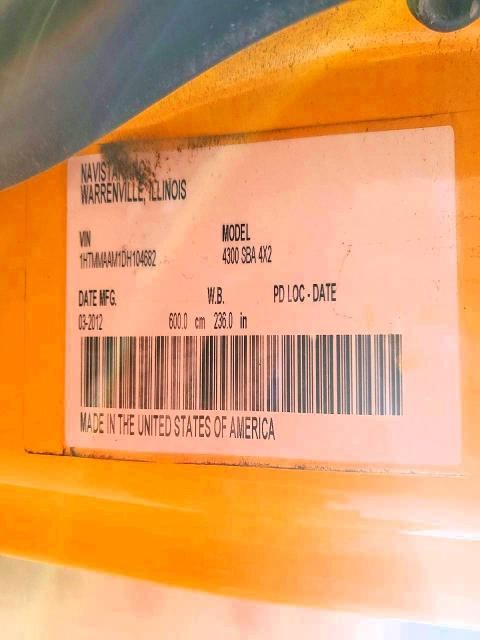 NAVISTAR, INC.
WARRENVILLE, ILLINOIS
VIN MODEL
1HTMMAAM1DH104682 4300 SBA 4X2
DATE MFG. W.B. PD LOC - DATE
03-2012 600.0 cm 236.0 in
MADE IN THE UNITED STATES OF AMERICA